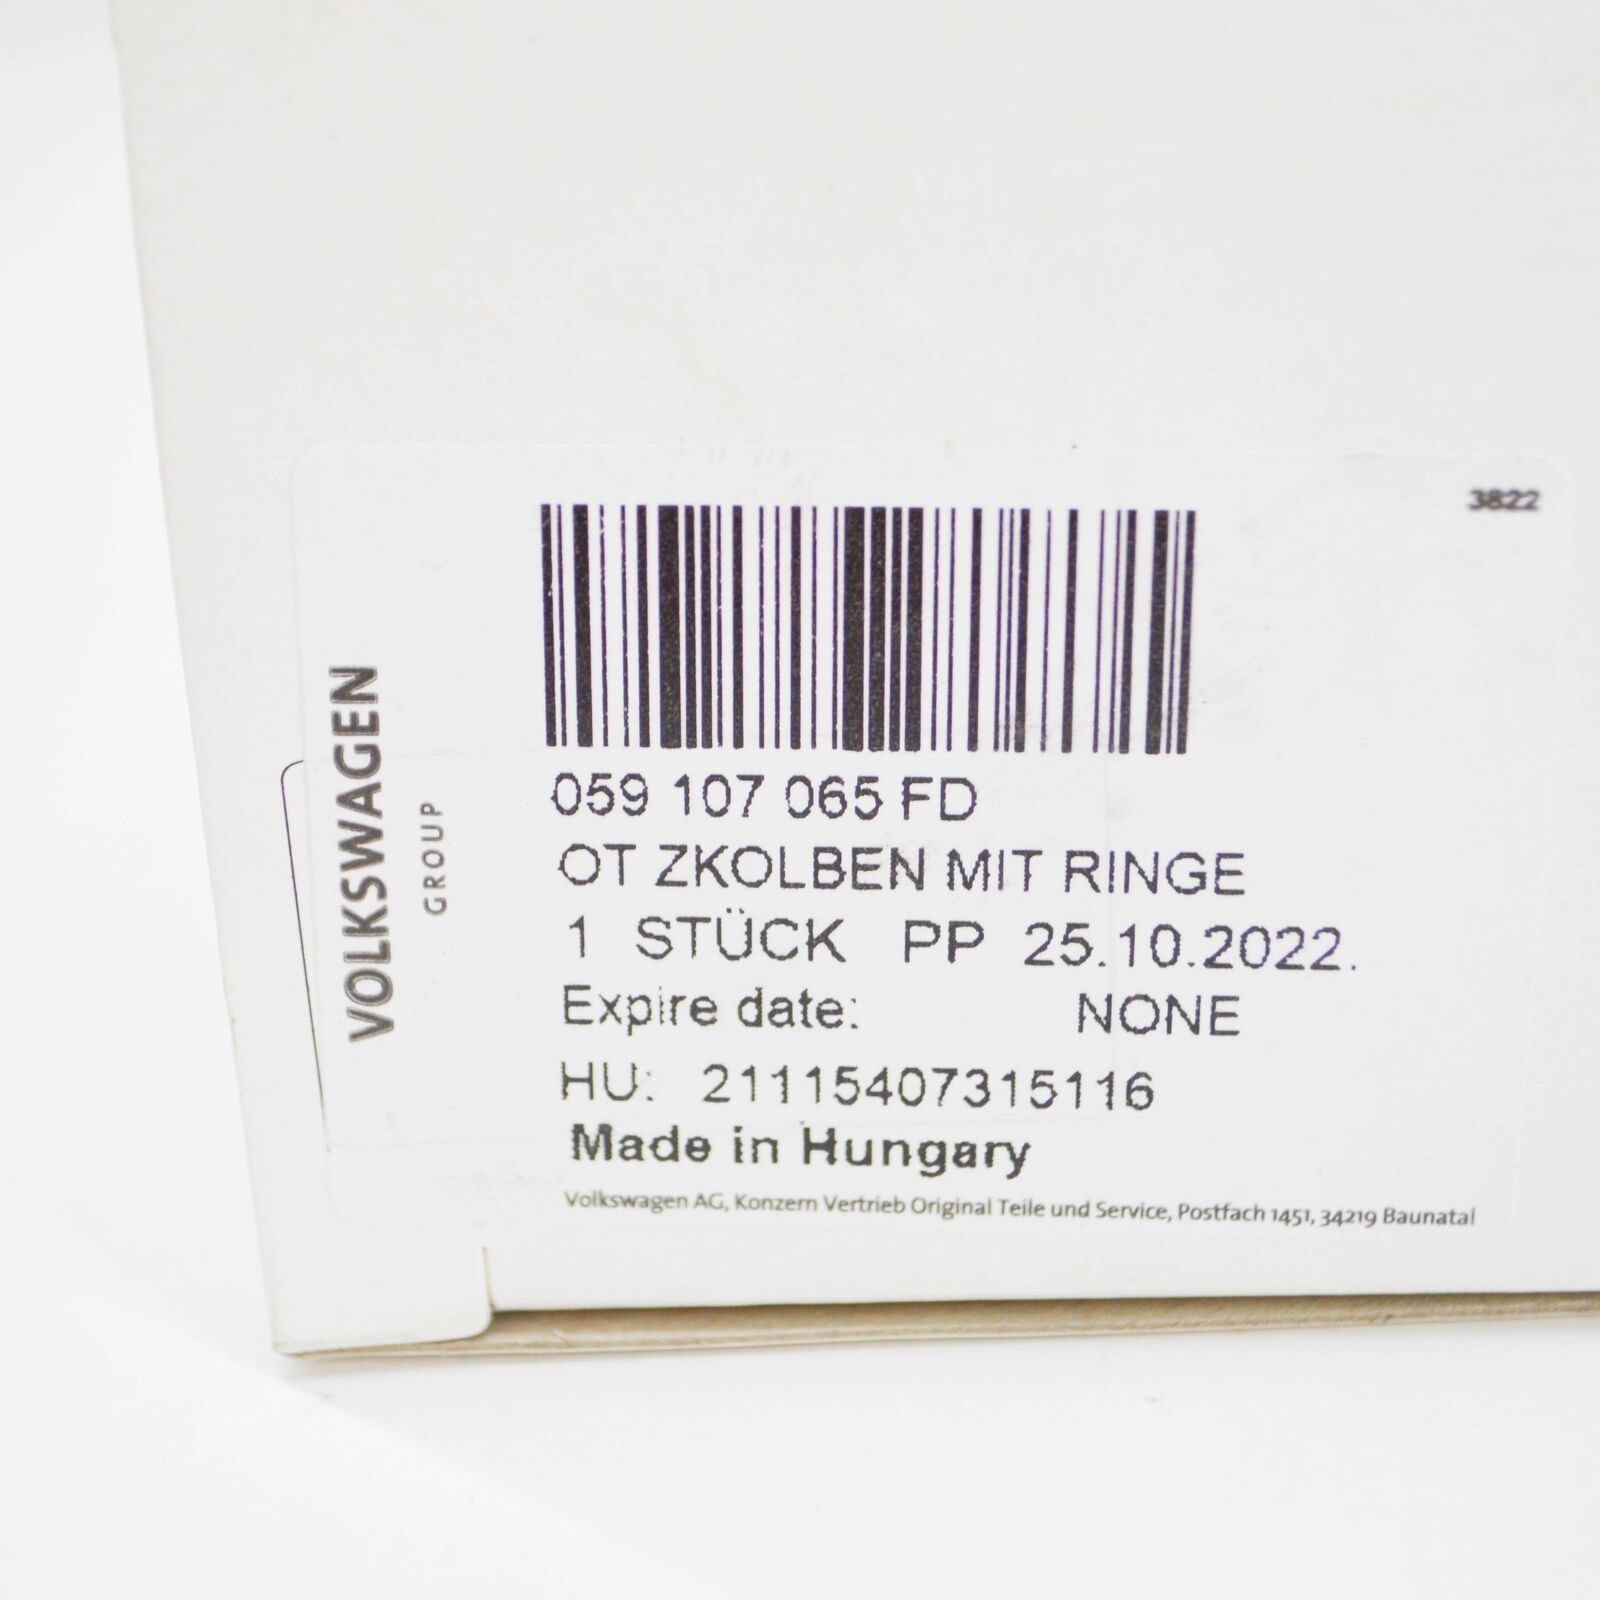 3822
VOLKSWAGEN
GROUP
059 107 065 FD
OT ZKOLBEN MIT RINGE
1 STÜCK PP 25.10.2022.
Expire date: NONE
HU: 21115407315116
Made in Hungary
Volkswagen AG, Konzern Vertrieb Original Teile und Service, Postfach 1451, 34219 Baunatal